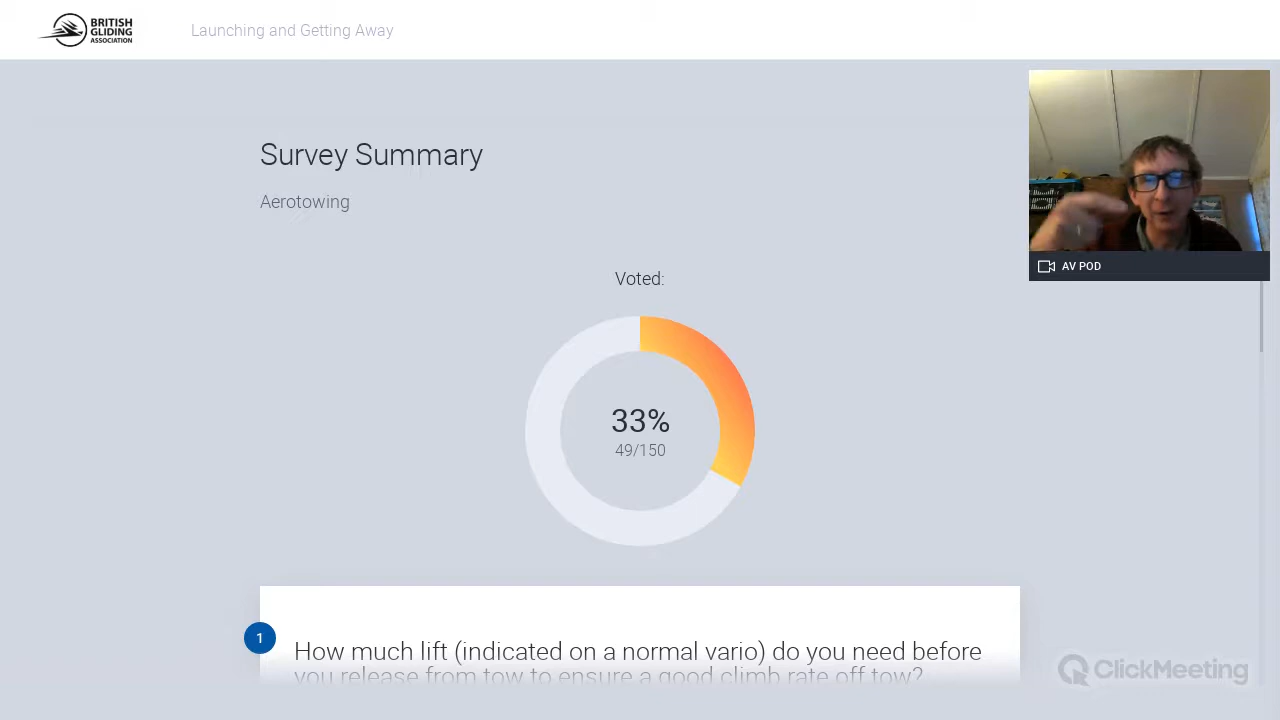 BRITISH
GLIDING
ASSOCIATION
Launching and Getting Away
Survey Summary
Aerotowing
AV POD
Voted:
33%
49/150
1
How much lift (indicated on a normal vario) do you need before
you release from tow to ensure a good climb rate off tow?
ClickMeeting